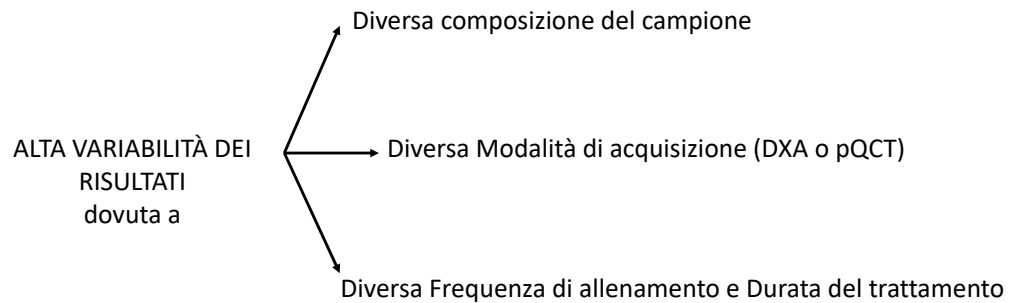 Diversa composizione del campione
ALTA VARIABILITÀ DEI
RISULTATI
dovuta a
Diversa Modalità di acquisizione (DXA o pQCT)
Diversa Frequenza di allenamento e Durata del trattamento